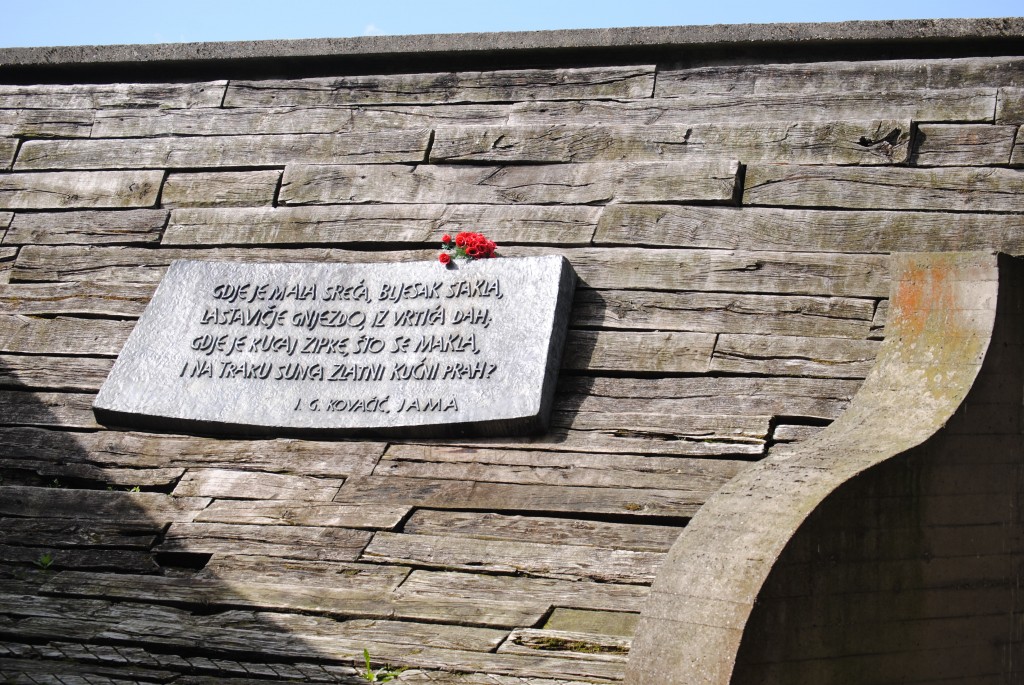 GDJE JE MALA SREĆA, BLJESAK STAKLA,
LASTAVIČJE GNIJEZDO, IZ VRTIĆA DAH;
GDJE JE KUCAJ ZIPKE, ŠTO SE MAKLA,
I NA TRAKU SUNCA ZLATNI KUĆNI PRAH?
I. G. KOVAČIĆ, JAMA